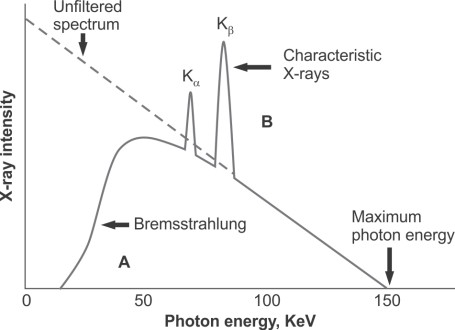 Unfiltered
spectrum
Kβ
Kα
Characteristic
X-rays
B
X-ray intensity
Bremsstrahlung
Maximum
photon energy
A
0
50
100
150
Photon energy, KeV